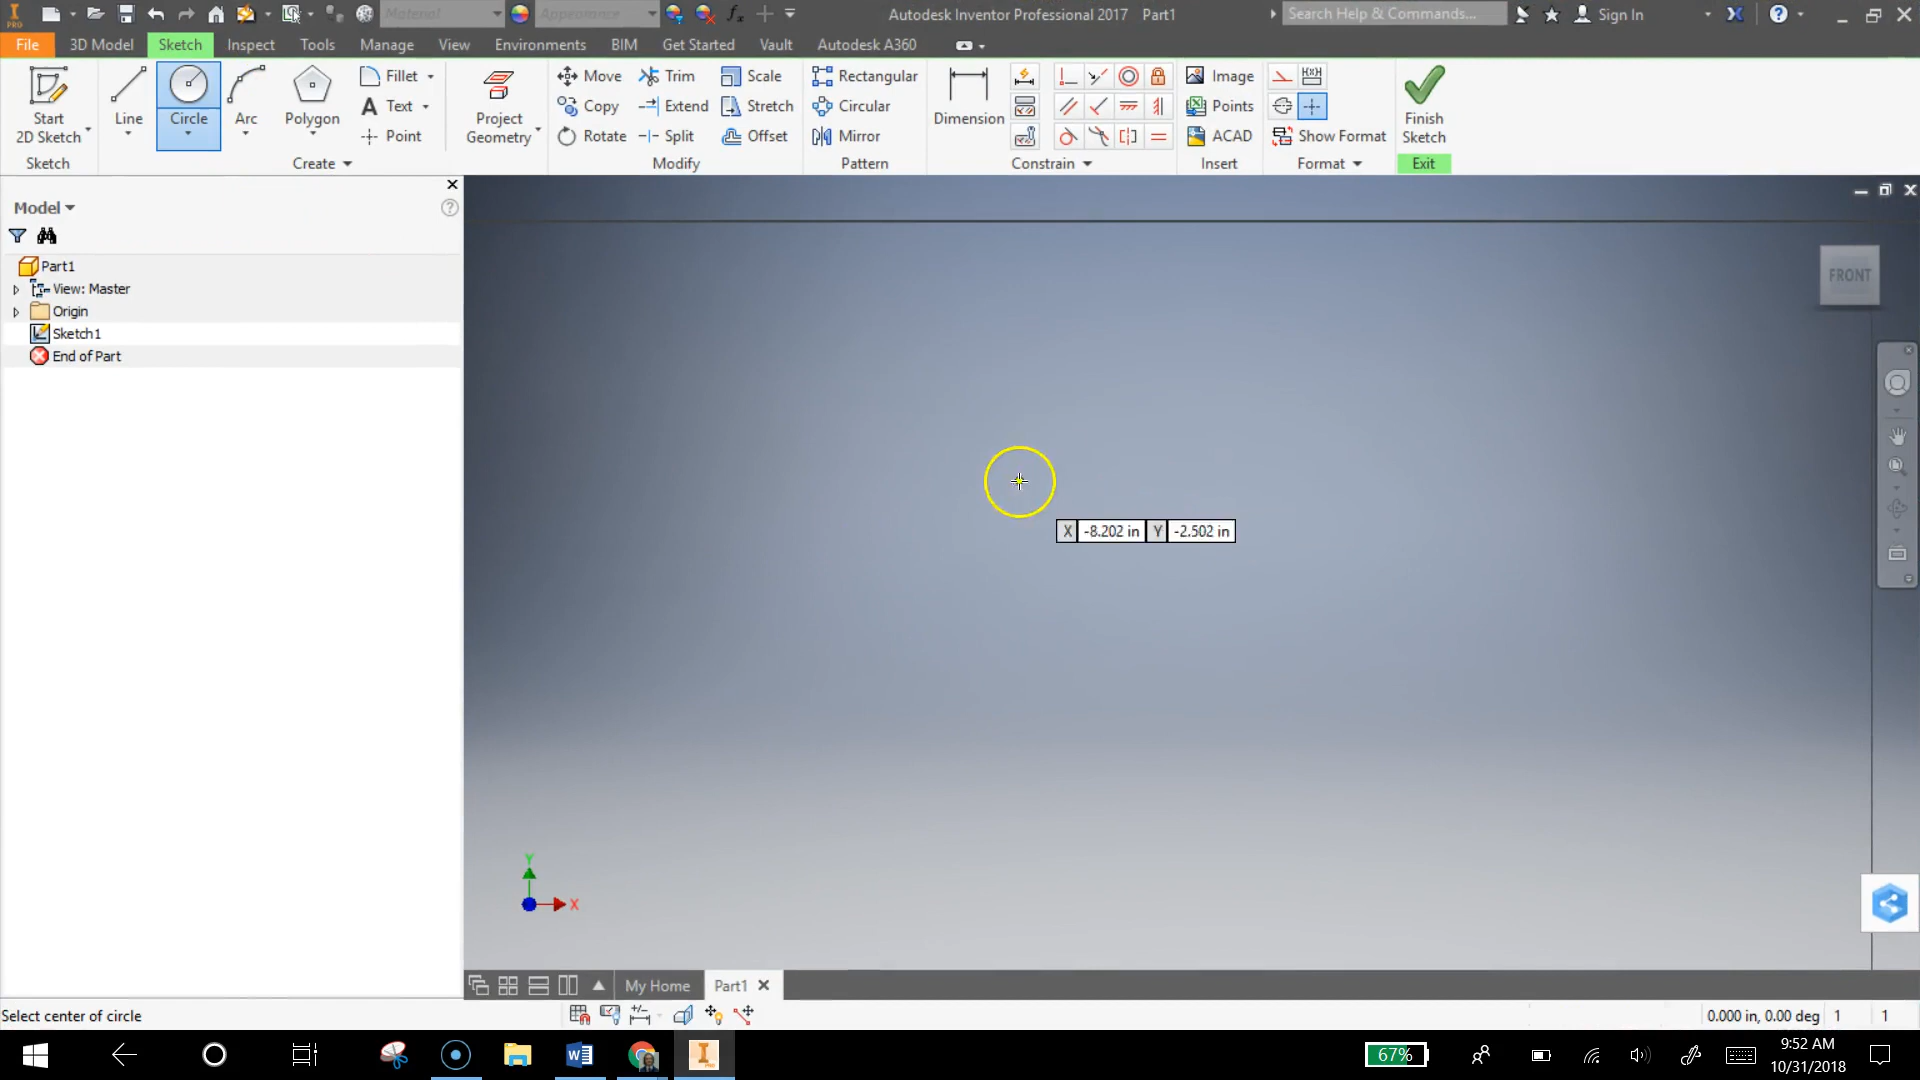 Material Appearance fx Autodesk Inventor Professional 2017 Part1 Search Help & Commands... Sign In
PRO
File 3D Model Sketch Inspect Tools Manage View Environments BIM Get Started Vault Autodesk A360
Start 2D Sketch
Line
Circle
Arc
Polygon
Fillet
Text
Point
Project Geometry
Move Trim Scale
Copy Extend Stretch
Rotate Split Offset
Rectangular
Circular
Mirror
Dimension
Image
Points
ACAD
Show Format
Finish Sketch
Sketch Create Modify Pattern Constrain Insert Format Exit
Model
Part1
View: Master
Origin
Sketch1
End of Part
FRONT
X -8.202 in Y -2.502 in
Y
X
My Home Part1
Select center of circle
0.000 in, 0.00 deg 1 1
67%
9:52 AM
10/31/2018